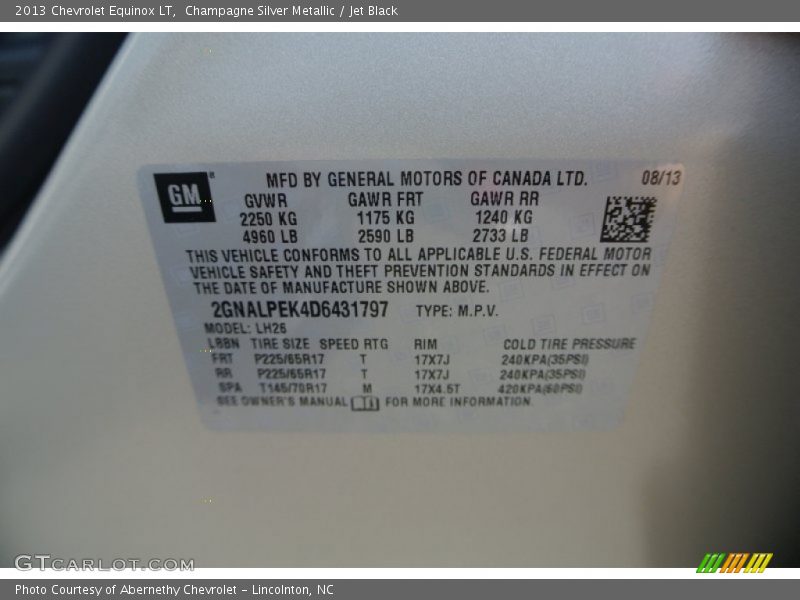 2013 Chevrolet Equinox LT, Champagne Silver Metallic / Jet Black
GM ®
MFD BY GENERAL MOTORS OF CANADA LTD. 08/13
GVWR GAWR FRT GAWR RR
2250 KG 1175 KG 1240 KG
4960 LB 2590 LB 2733 LB
THIS VEHICLE CONFORMS TO ALL APPLICABLE U.S. FEDERAL MOTOR
VEHICLE SAFETY AND THEFT PREVENTION STANDARDS IN EFFECT ON
THE DATE OF MANUFACTURE SHOWN ABOVE.
2GNALPEK4D6431797 TYPE: M.P.V.
MODEL: LH26
LBBN TIRE SIZE SPEED RTG RIM COLD TIRE PRESSURE
FRT P225/65R17 T 17X7J 240KPA(35PSI)
RR P225/65R17 T 17X7J 240KPA(35PSI)
SPA T145/70R17 M 17X4.5T 420KPA(60PSI)
SEE OWNER'S MANUAL FOR MORE INFORMATION.
GTCARLOT.COM
Photo Courtesy of Abernethy Chevrolet – Lincolnton, NC